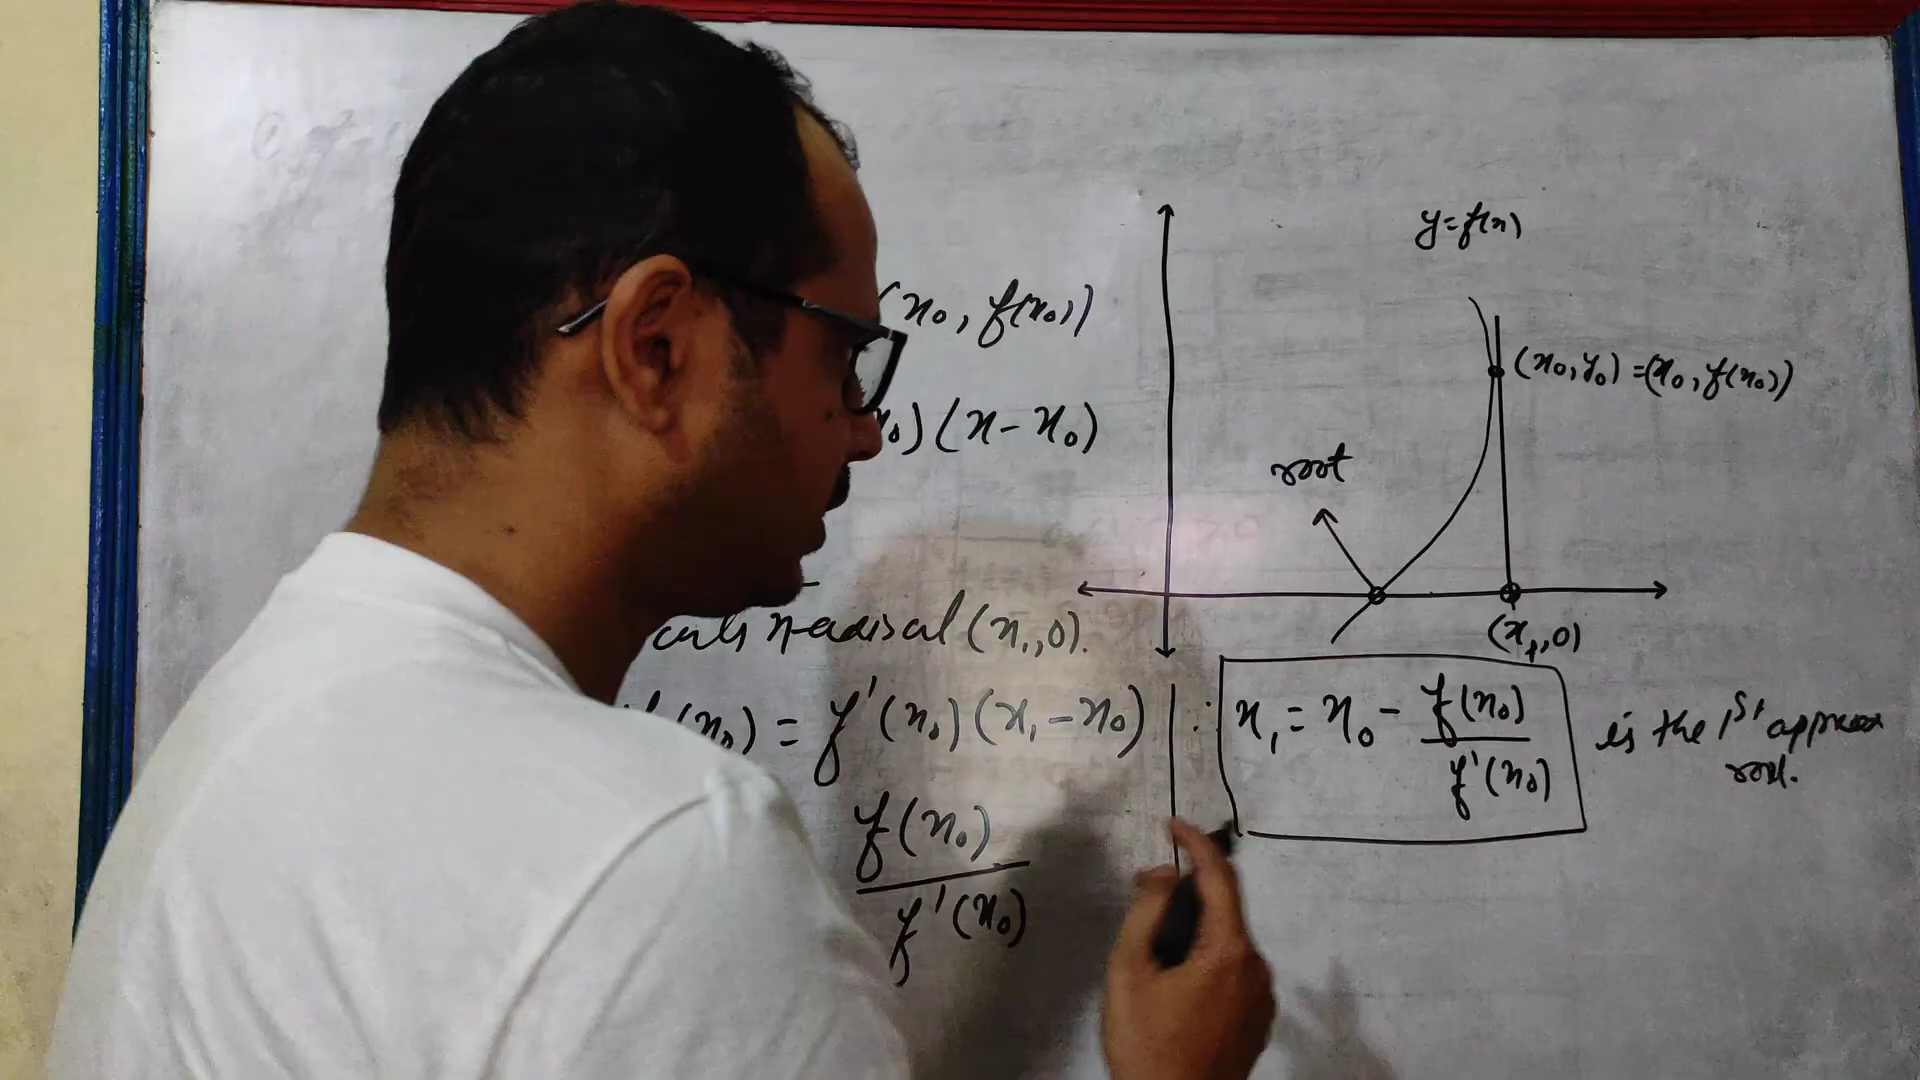 (x₀, f(x₀))
₀)(x-x₀)
cuts x-axis at (x₁,0).
f(x₀) = f'(x₀)(x₁-x₀)
f(x₀)
f'(x₀)
y=f(x)
(x₀,y₀) = (x₀, f(x₀))
root
(x₁,0)
∴ x₁ = x₀ - f(x₀)/f'(x₀) is the 1st approx
root.